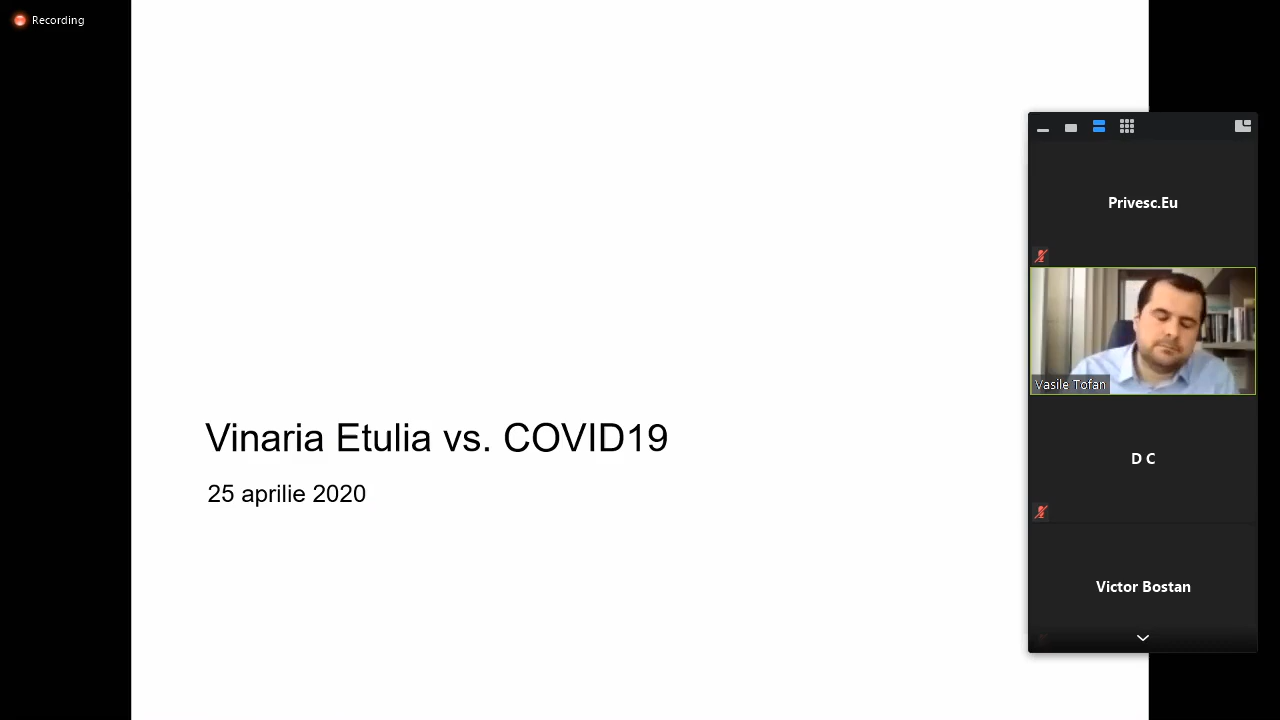 Recording
Privesc.Eu
Vasile Tofan
D C
Victor Bostan
Vinaria Etulia vs. COVID19
25 aprilie 2020